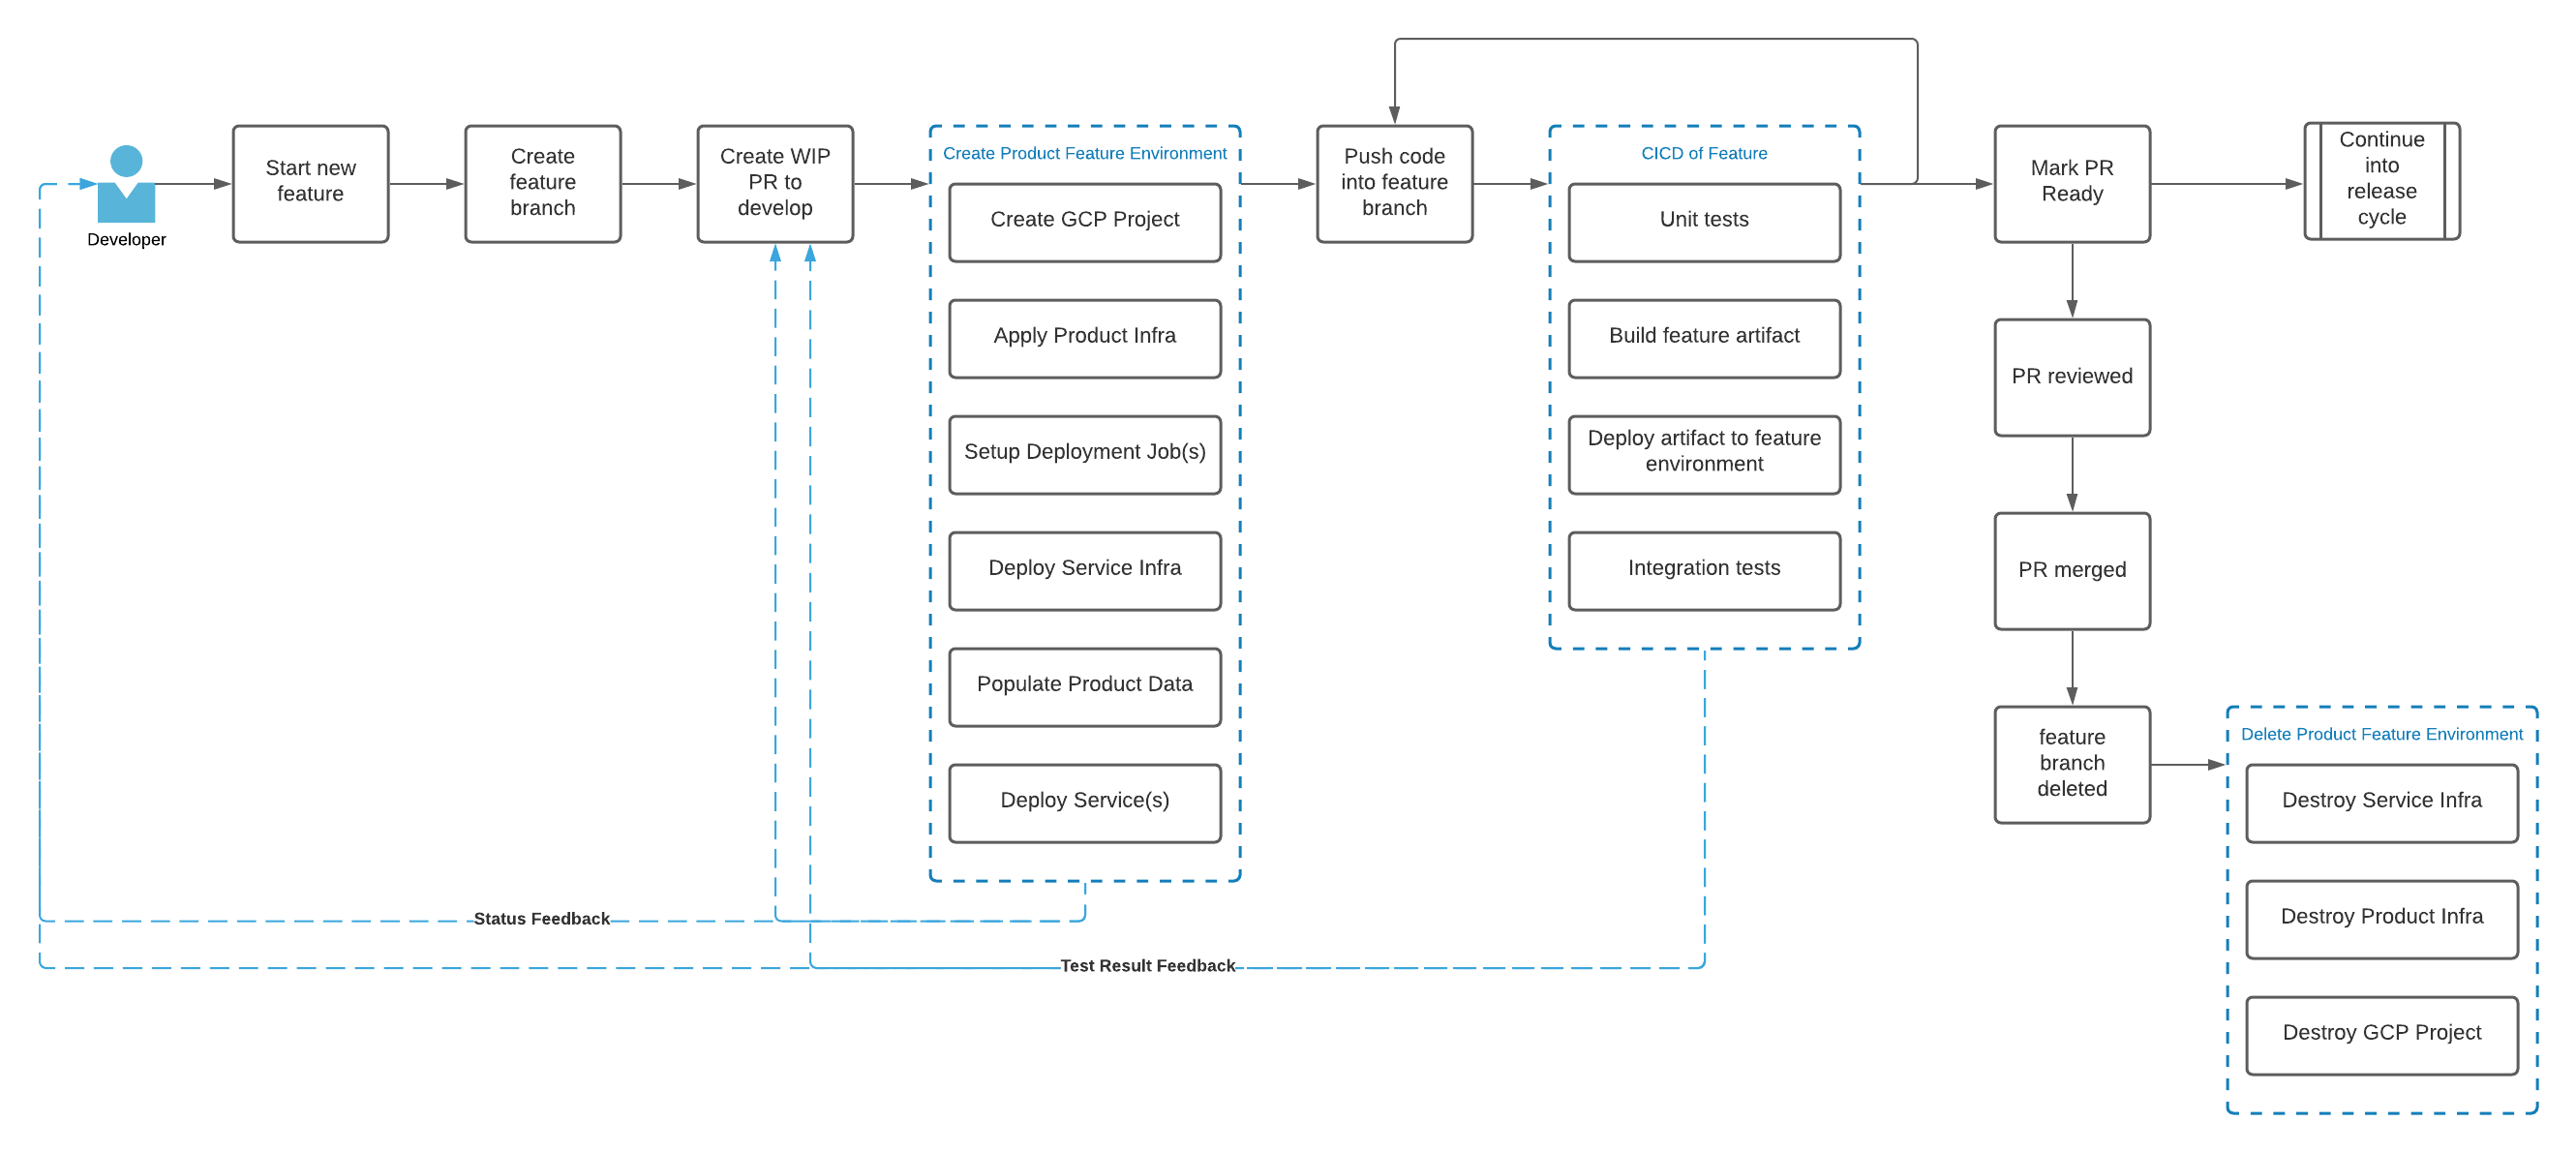 Developer
Start new
feature
Create
feature
branch
Create WIP
PR to
develop
Create Product Feature Environment
Create GCP Project
Apply Product Infra
Setup Deployment Job(s)
Deploy Service Infra
Populate Product Data
Deploy Service(s)
Push code
into feature
branch
CICD of Feature
Unit tests
Build feature artifact
Deploy artifact to feature
environment
Integration tests
Mark PR
Ready
Continue
into
release
cycle
PR reviewed
PR merged
feature
branch
deleted
Delete Product Feature Environment
Destroy Service Infra
Destroy Product Infra
Destroy GCP Project
Status Feedback
Test Result Feedback